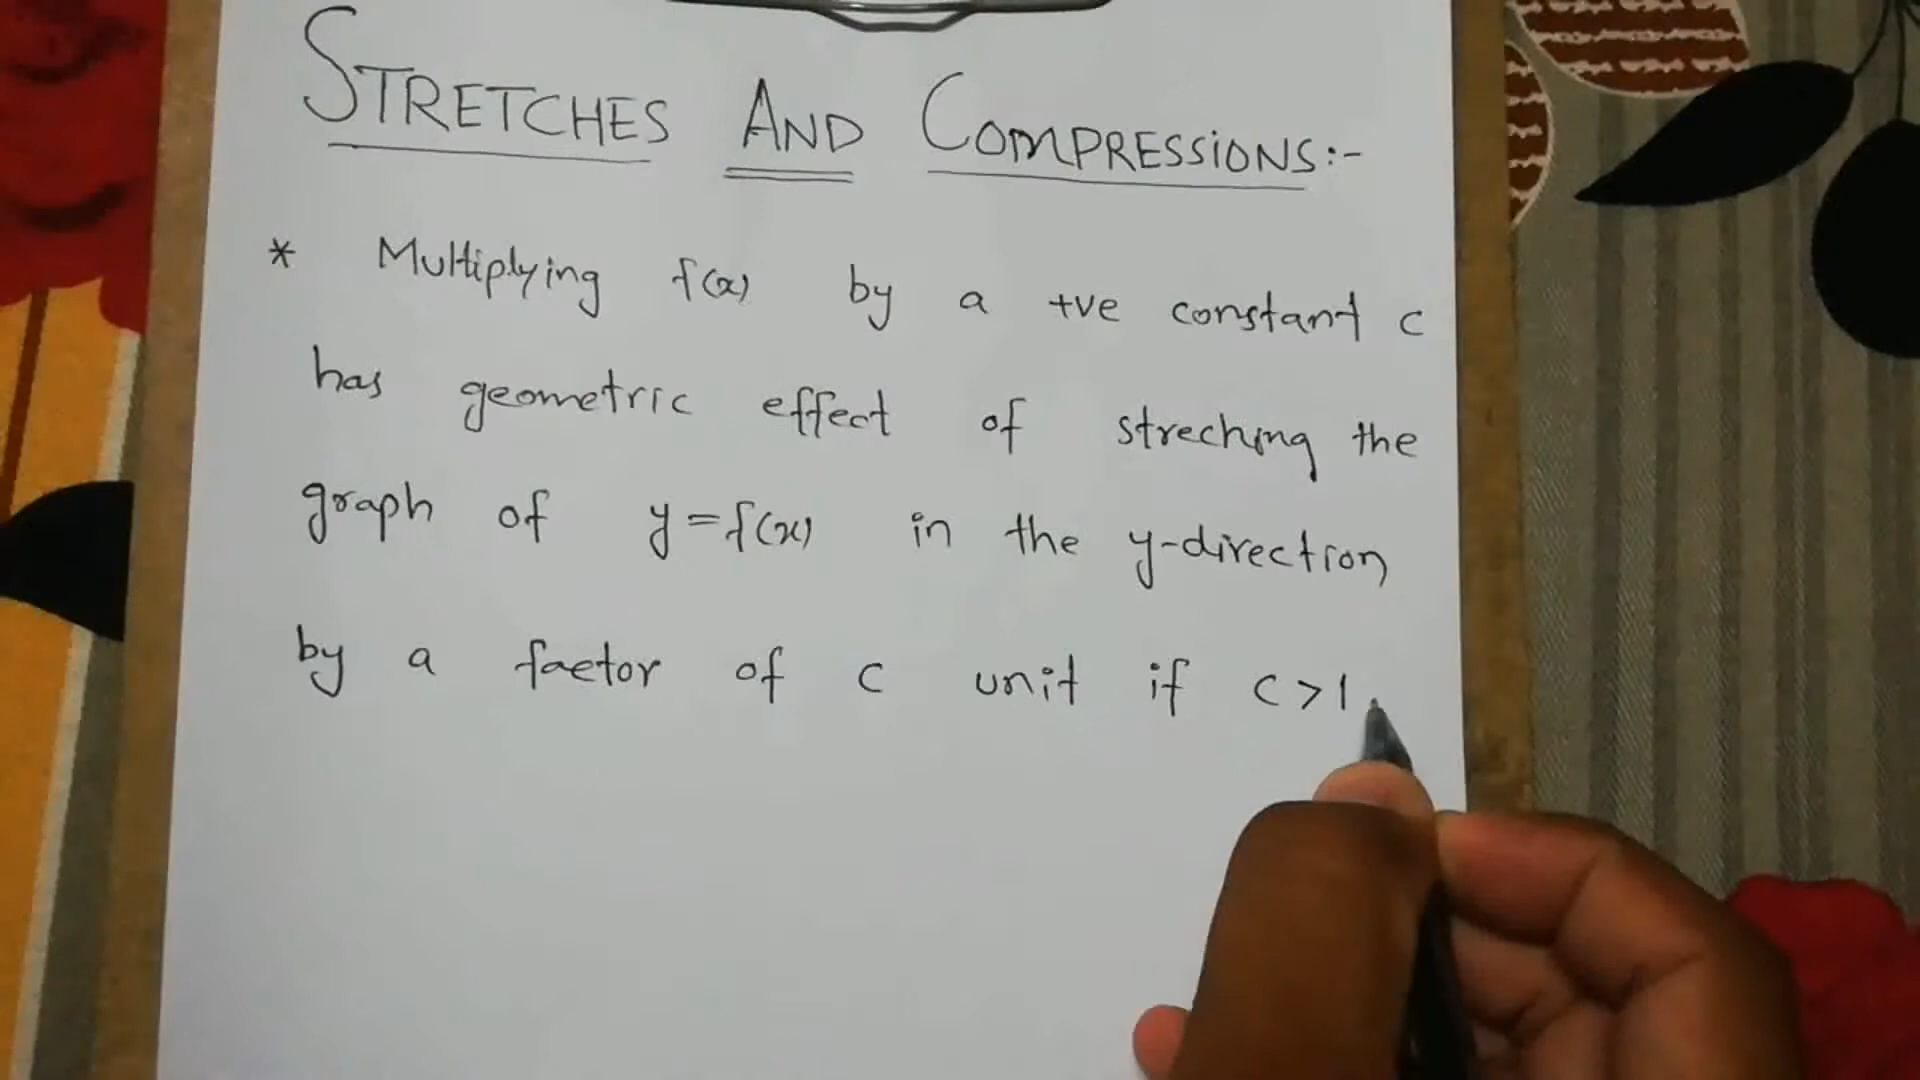 STRETCHES AND COMPRESSIONS:-
* Multiplying f(x) by a +ve constant c
has geometric effect of streching the
graph of y=f(x) in the y-direction
by a factor of c unit if c>1.